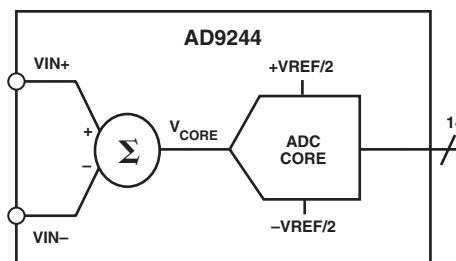 AD9244
VIN+
+VREF/2
+
VCORE
Σ
ADC
CORE
–
VIN–
–VREF/2